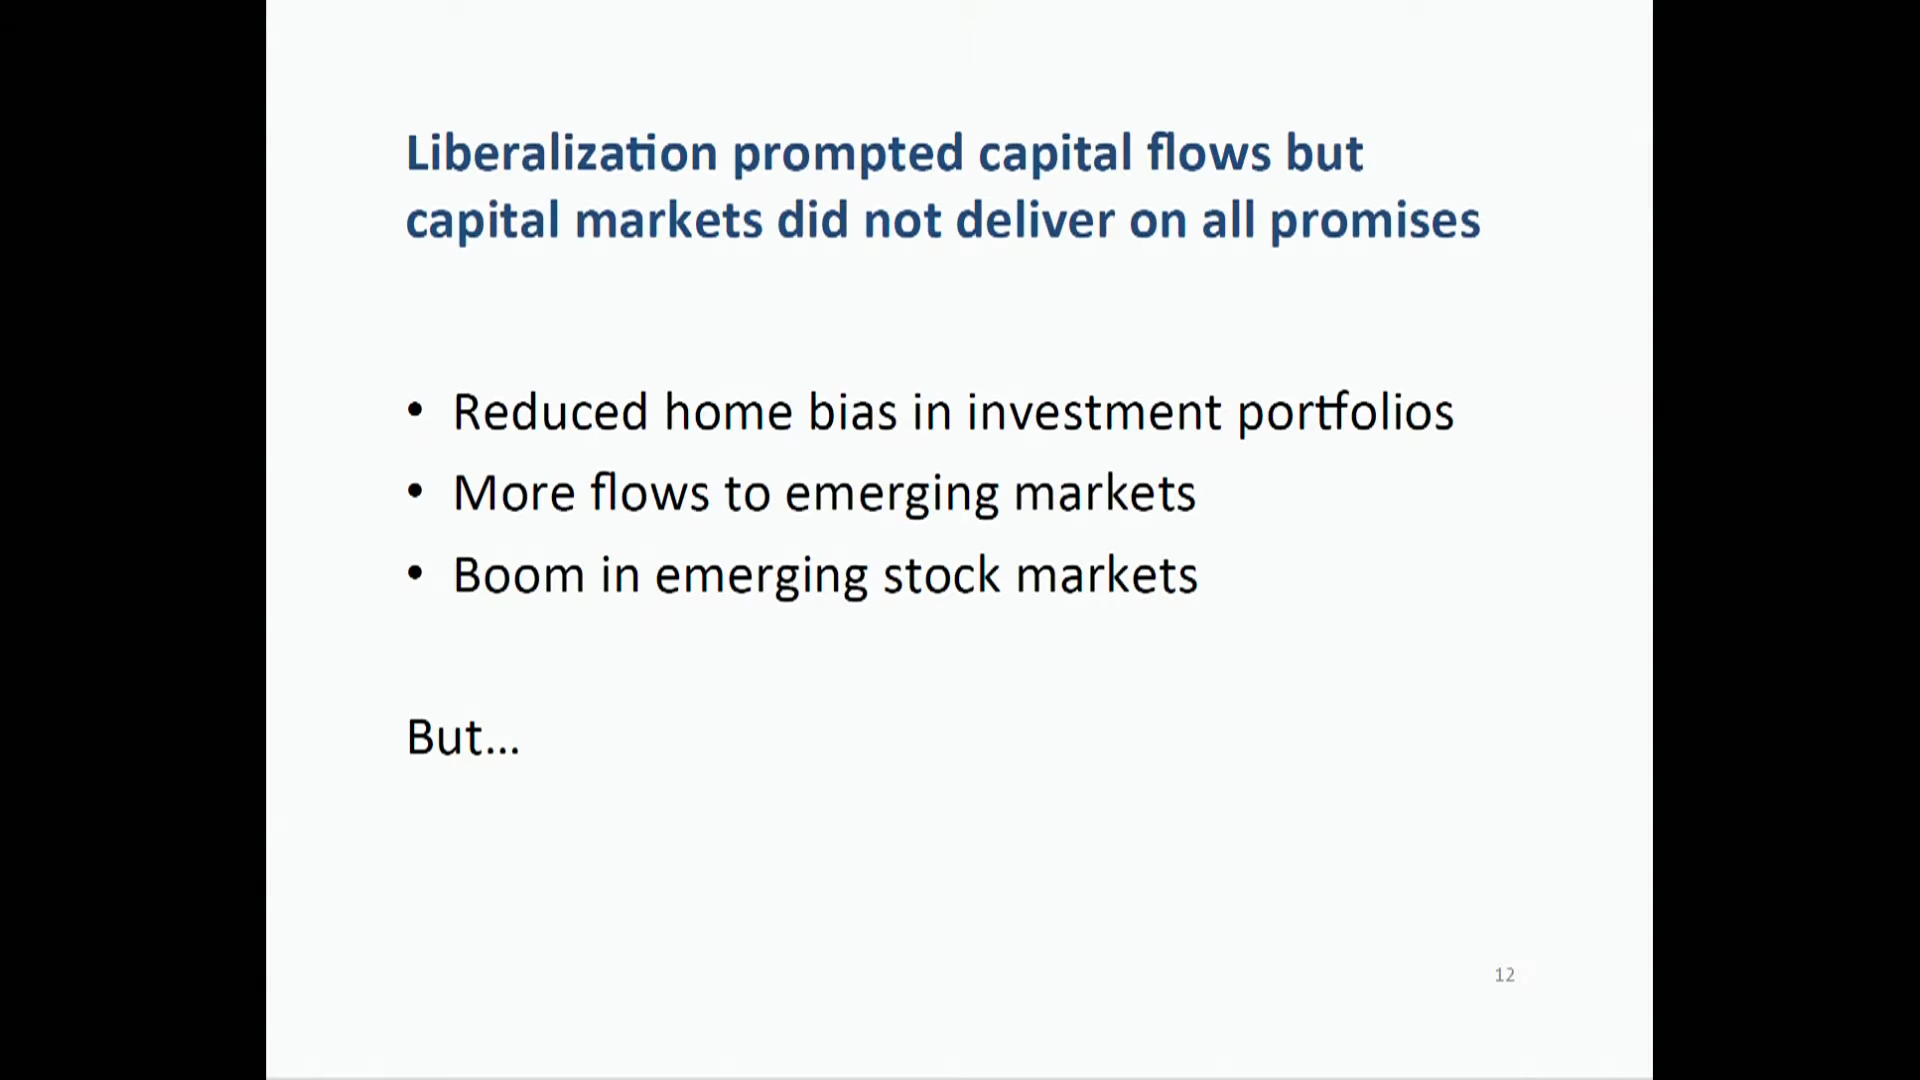 Liberalization prompted capital flows but
capital markets did not deliver on all promises
• Reduced home bias in investment portfolios
• More flows to emerging markets
• Boom in emerging stock markets
But…
12